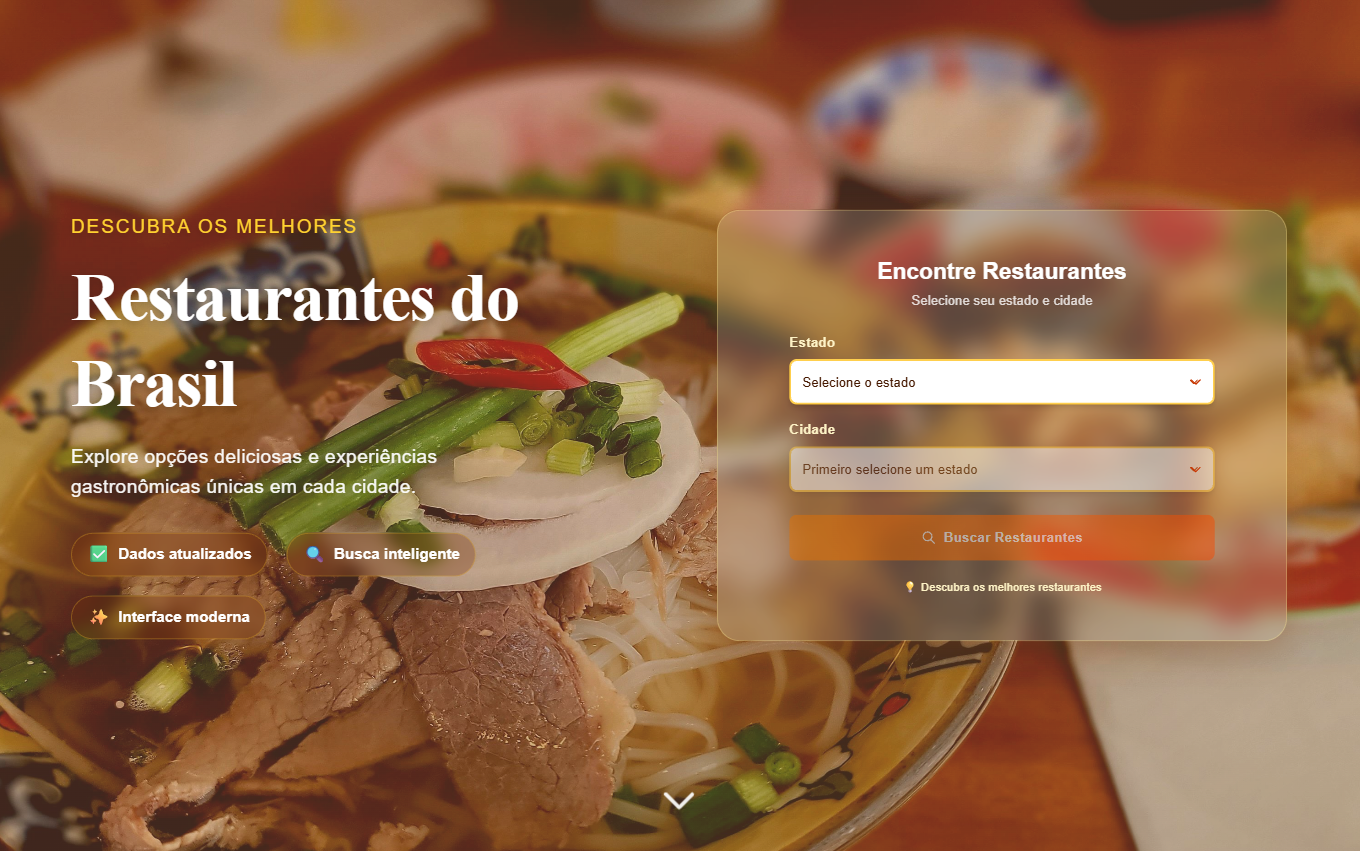 DESCUBRA OS MELHORES
Restaurantes do
Brasil
Explore opções deliciosas e experiências
gastronômicas únicas em cada cidade.
✅ Dados atualizados
🔍 Busca inteligente
✨ Interface moderna
Encontre Restaurantes
Selecione seu estado e cidade
Estado
Selecione o estado
Cidade
Primeiro selecione um estado
Buscar Restaurantes
💡 Descubra os melhores restaurantes